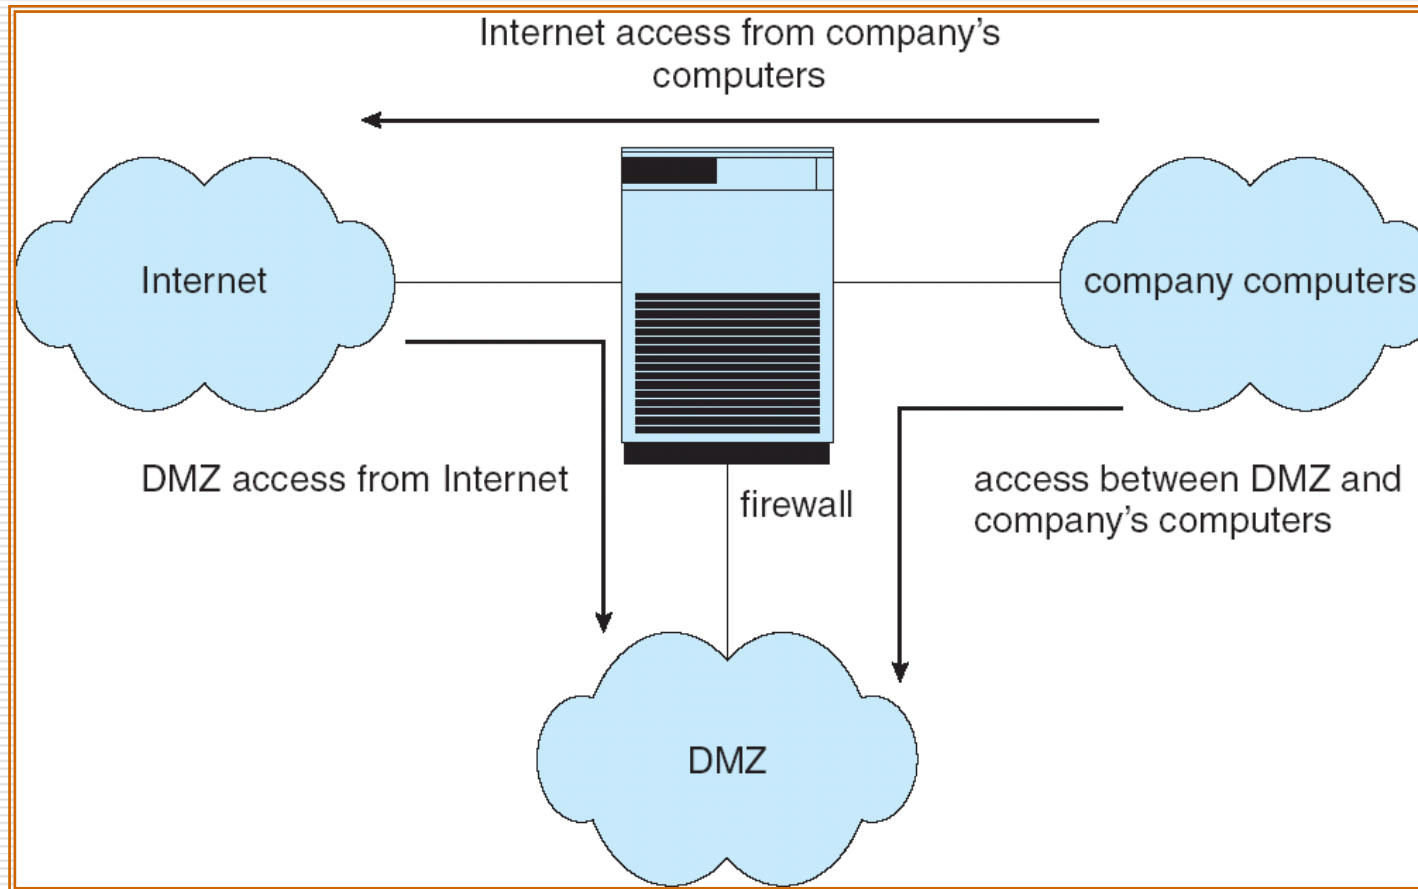 Internet access from company's
computers
Internet
company computers
DMZ access from Internet
firewall
access between DMZ and
company's computers
DMZ